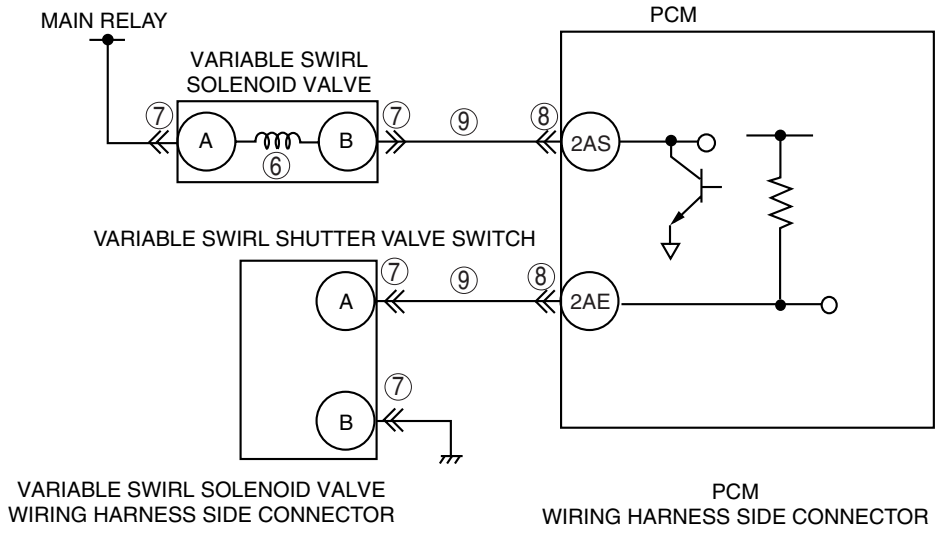 MAIN RELAY
PCM
VARIABLE SWIRL
SOLENOID VALVE
⑦ A ⑥ B ⑦ ⑨ ⑧ 2AS
VARIABLE SWIRL SHUTTER VALVE SWITCH
A ⑦ ⑨ ⑧ 2AE
B ⑦
VARIABLE SWIRL SOLENOID VALVE
WIRING HARNESS SIDE CONNECTOR
PCM
WIRING HARNESS SIDE CONNECTOR